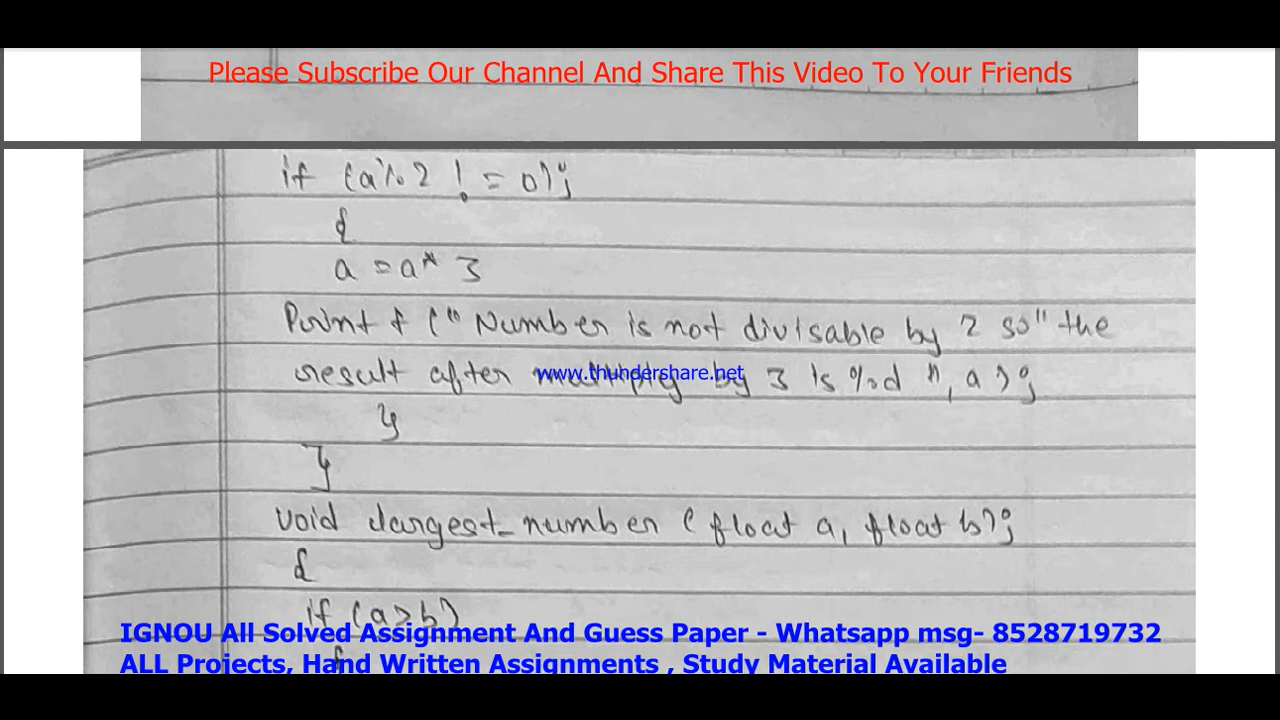 Please Subscribe Our Channel And Share This Video To Your Friends
if (a%2 != 0);
{
a = a* 3
Print f (" Number is not divisable by 2 so" the
result after multiply by 3 is %d ", a );
}
}
void largest_number ( float a, float b);
{
if (a>b)
{
www.thundershare.net
IGNOU All Solved Assignment And Guess Paper - Whatsapp msg- 8528719732
ALL Projects, Hand Written Assignments , Study Material Available